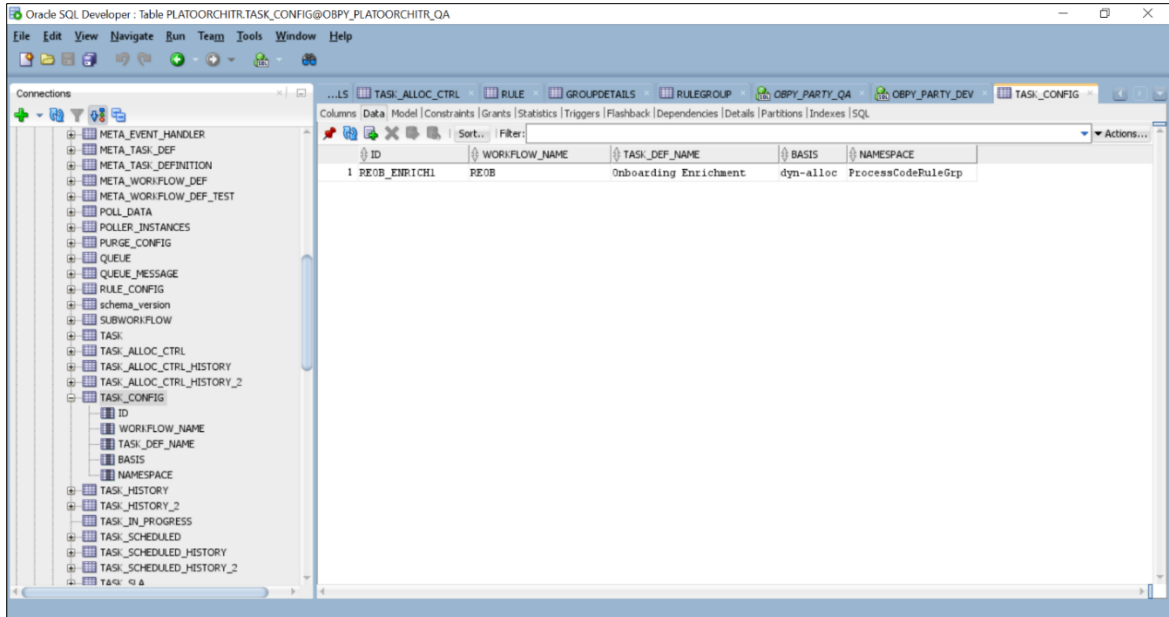 Oracle SQL Developer : Table PLATOORCHITR.TASK_CONFIG@OBPY_PLATOORCHITR_QA
File Edit View Navigate Run Team Tools Window Help
Connections
...LS TASK_ALLOC_CTRL RULE GROUPDETAILS RULEGROUP OBPY_PARTY_QA OBPY_PARTY_DEV TASK_CONFIG
Columns Data Model Constraints Grants Statistics Triggers Flashback Dependencies Details Partitions Indexes SQL
Sort.. Filter: Actions...
ID WORKFLOW_NAME TASK_DEF_NAME BASIS NAMESPACE
1 REOB_ENRICH1 REOB Onboarding Enrichment dyn-alloc ProcessCodeRuleGrp
META_EVENT_HANDLER
META_TASK_DEF
META_TASK_DEFINITION
META_WORKFLOW_DEF
META_WORKFLOW_DEF_TEST
POLL_DATA
POLLER_INSTANCES
PURGE_CONFIG
QUEUE
QUEUE_MESSAGE
RULE_CONFIG
schema_version
SUBWORKFLOW
TASK
TASK_ALLOC_CTRL
TASK_ALLOC_CTRL_HISTORY
TASK_ALLOC_CTRL_HISTORY_2
TASK_CONFIG
ID
WORKFLOW_NAME
TASK_DEF_NAME
BASIS
NAMESPACE
TASK_HISTORY
TASK_HISTORY_2
TASK_IN_PROGRESS
TASK_SCHEDULED
TASK_SCHEDULED_HISTORY
TASK_SCHEDULED_HISTORY_2
TASK_SLA